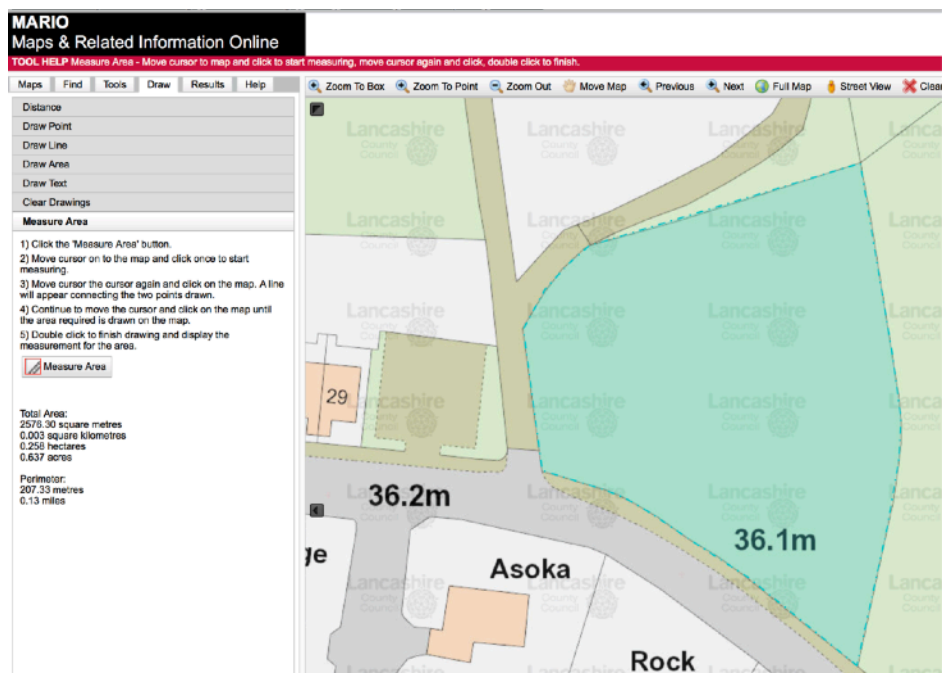 MARIO
Maps & Related Information Online
TOOL HELP Measure Area - Move cursor to map and click to start measuring, move cursor again and click, double click to finish.
Maps Find Tools Draw Results Help
Zoom To Box Zoom To Point Zoom Out Move Map Previous Next Full Map Street View Clear
Distance
Draw Point
Draw Line
Draw Area
Draw Text
Clear Drawings
Measure Area
1) Click the 'Measure Area' button.
2) Move cursor on to the map and click once to start
measuring.
3) Move cursor the cursor again and click on the map. A line
will appear connecting the two points drawn.
4) Continue to move the cursor and click on the map until
the area required is drawn on the map.
5) Double click to finish drawing and display the
measurement for the area.
Measure Area
Total Area:
2576.30 square metres
0.003 square kilometres
0.258 hectares
0.637 acres
Perimeter:
207.33 metres
0.13 miles
Lancashire
County
Council
29
36.2m
36.1m
ge
Asoka
Rock